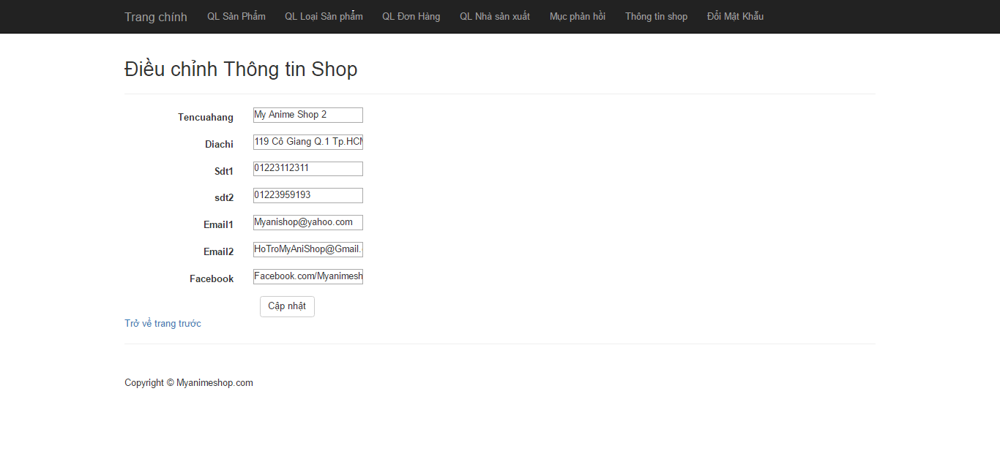 Trang chính QL Sản Phẩm QL Loại Sản phẩm QL Đơn Hàng QL Nhà sản xuất Mục phản hồi Thông tin shop Đổi Mật Khẩu
Điều chỉnh Thông tin Shop
Tencuahang My Anime Shop 2
Diachi 119 Cô Giang Q.1 Tp.HCM
Sdt1 01223112311
sdt2 01223959193
Email1 Myanishop@yahoo.com
Email2 HoTroMyAniShop@Gmail.
Facebook Facebook.com/Myanimesh
Cập nhật
Trở về trang trước
Copyright © Myanimeshop.com